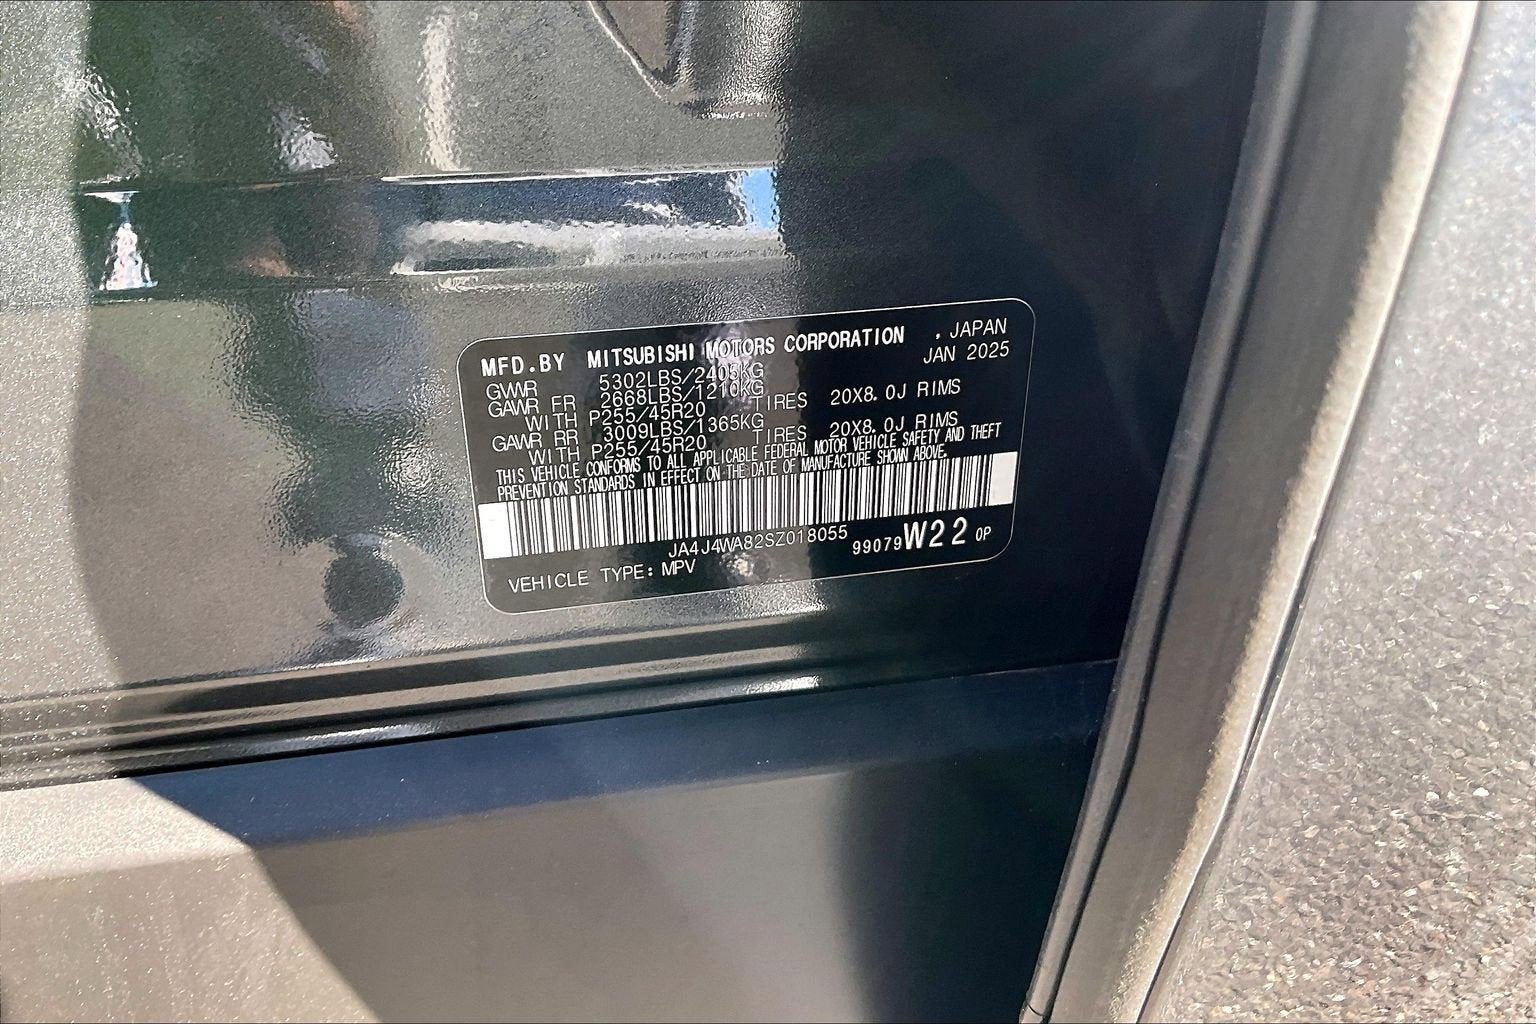 MFD.BY MITSUBISHI MOTORS CORPORATION , JAPAN
JAN 2025
GVWR 5302LBS/2405KG
GAWR FR 2668LBS/1210KG
WITH P255/45R20 TIRES 20X8.0J RIMS
GAWR RR 3009LBS/1365KG
WITH P255/45R20 TIRES 20X8.0J RIMS
THIS VEHICLE CONFORMS TO ALL APPLICABLE FEDERAL MOTOR VEHICLE SAFETY AND THEFT
PREVENTION STANDARDS IN EFFECT ON THE DATE OF MANUFACTURE SHOWN ABOVE.
JA4J4WA82SZ018055
99079 W22 OP
VEHICLE TYPE: MPV